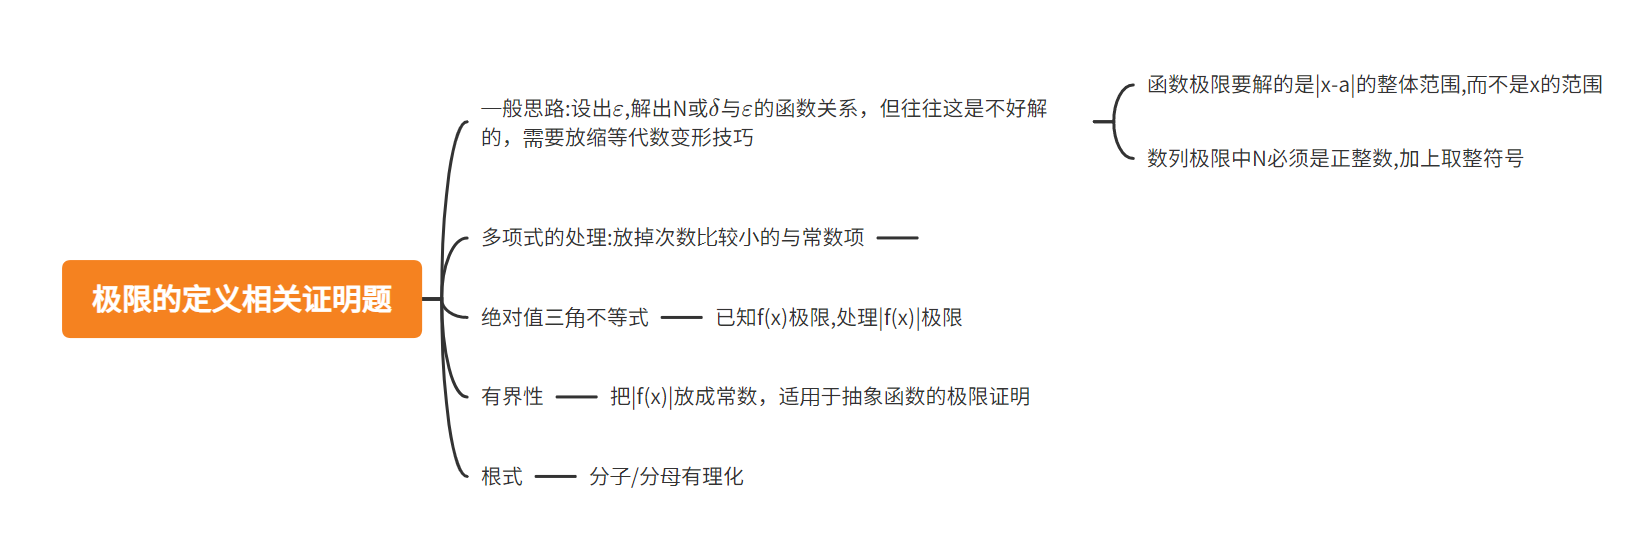 极限的定义相关证明题
一般思路:设出ε,解出N或δ与ε的函数关系，但往往这是不好解
的，需要放缩等代数变形技巧
函数极限要解的是|x-a|的整体范围,而不是x的范围
数列极限中N必须是正整数,加上取整符号
多项式的处理:放掉次数比较小的与常数项
绝对值三角不等式
已知f(x)极限,处理|f(x)|极限
有界性
把|f(x)|放成常数，适用于抽象函数的极限证明
根式
分子/分母有理化